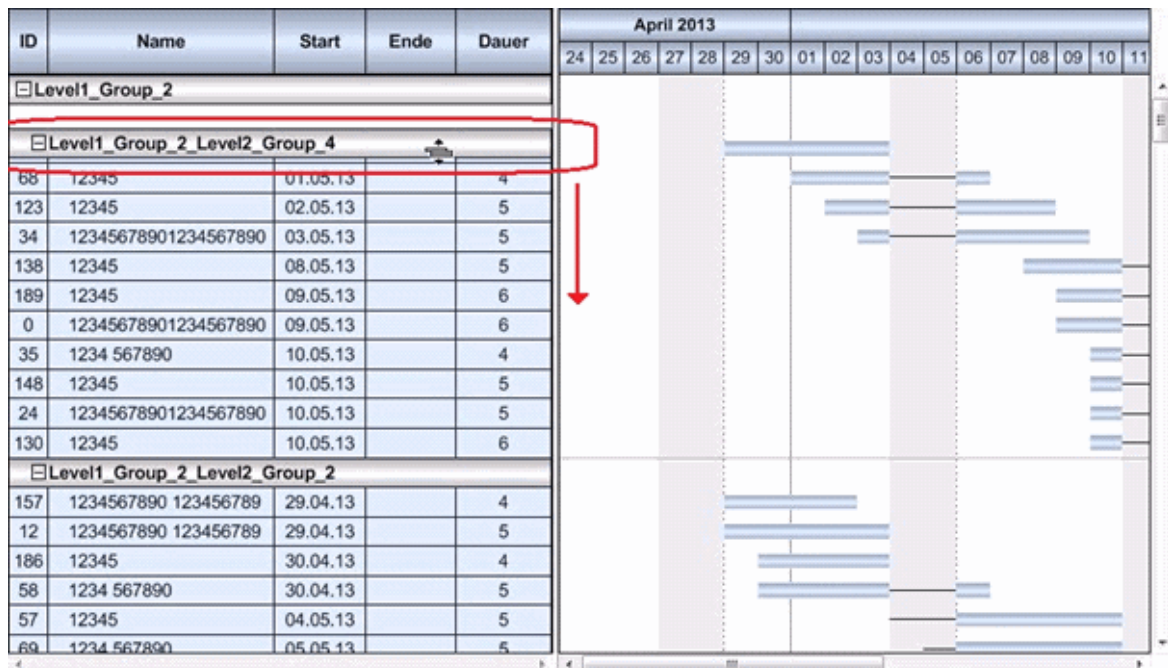 April 2013
ID Name Start Ende Dauer
24 25 26 27 28 29 30 01 02 03 04 05 06 07 08 09 10 11
Level1_Group_2
Level1_Group_2_Level2_Group_4
68 12345 01.05.13 4
123 12345 02.05.13 5
34 12345678901234567890 03.05.13 5
138 12345 08.05.13 5
189 12345 09.05.13 6
0 12345678901234567890 09.05.13 6
35 1234 567890 10.05.13 4
148 12345 10.05.13 5
24 12345678901234567890 10.05.13 5
130 12345 10.05.13 6
Level1_Group_2_Level2_Group_2
157 1234567890 123456789 29.04.13 4
12 1234567890 123456789 29.04.13 5
186 12345 30.04.13 4
58 1234 567890 30.04.13 5
57 12345 04.05.13 5
69 1234 567890 05.05.13 5